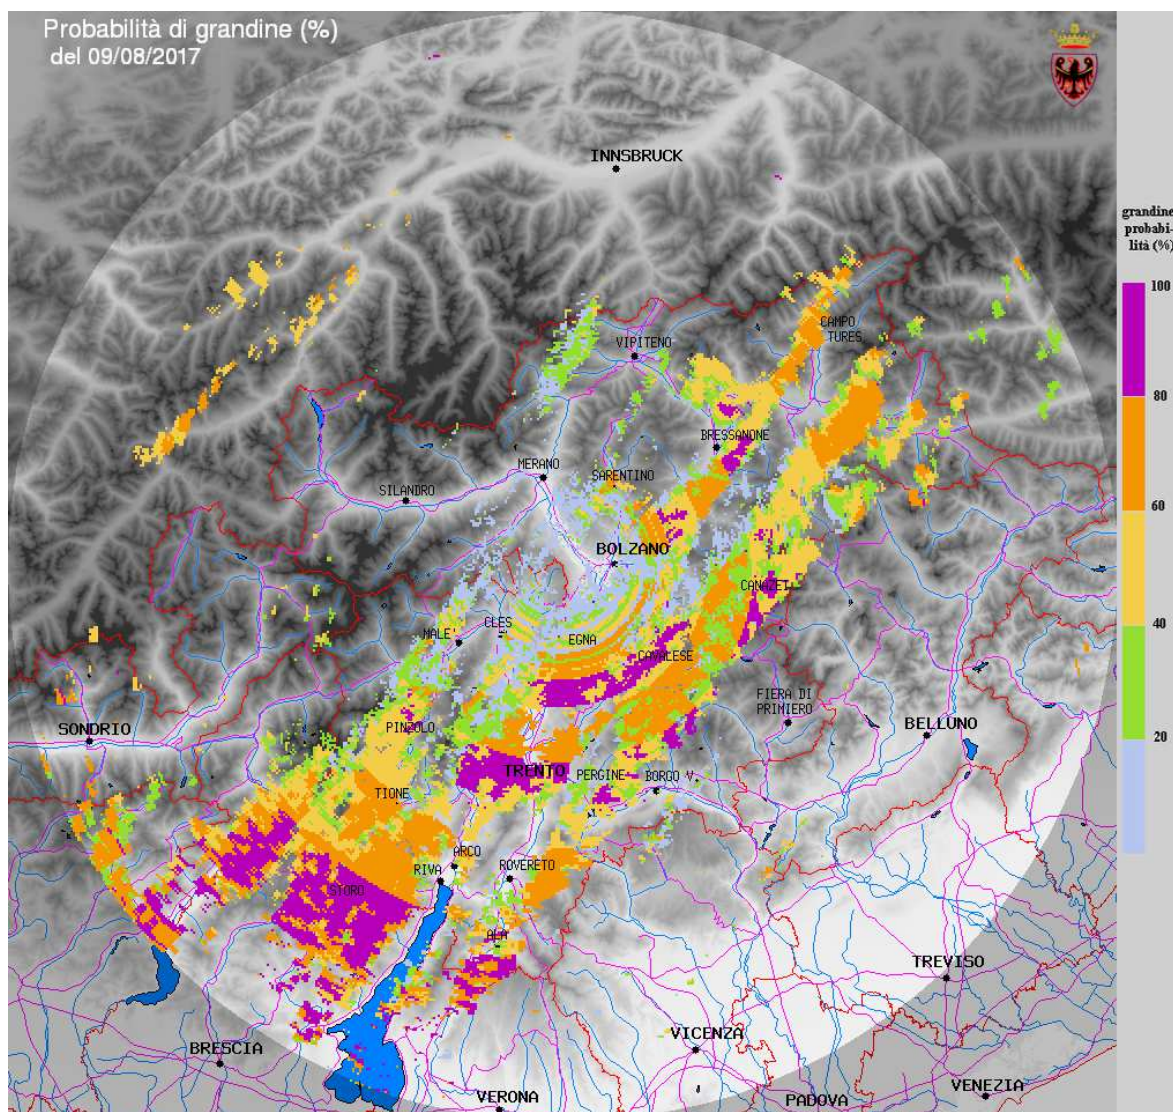 Probabilità di grandine (%)
del 09/08/2017
INNSBRUCK
grandine
probabi-
lità (%)
100
CAMPO
TURES
VIPITENO
80
BRESSANONE
MERANO
SARENTINO
SILANDRO
60
BOLZANO
CANAZEI
CLES
MALE'
EGNA
40
CAVALESE
PINZOLO
FIERA DI
PRIMIERO
SONDRIO
BELLUNO
20
TRENTO
PERGINE
BORGO V.
TIONE
ARCO
RIVA
ROVERETO
STORO
ALA
TREVISO
VICENZA
BRESCIA
VENEZIA
VERONA
PADOVA